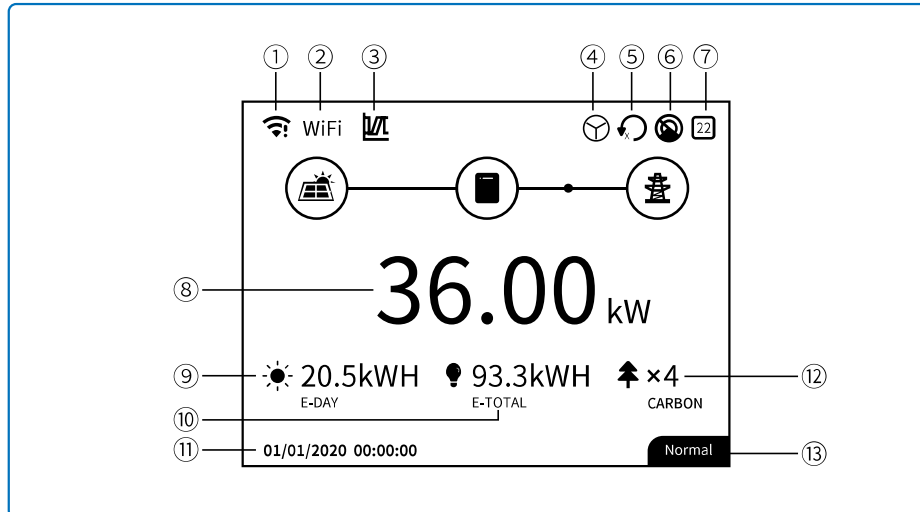 ① ② ③ ④ ⑤ ⑥ ⑦
WiFi X 22
⑧ 36.00 kW
⑨ 20.5kWH 93.3kWH ×4 ⑫
E-DAY E-TOTAL CARBON
⑩
⑪ 01/01/2020 00:00:00 Normal ⑬